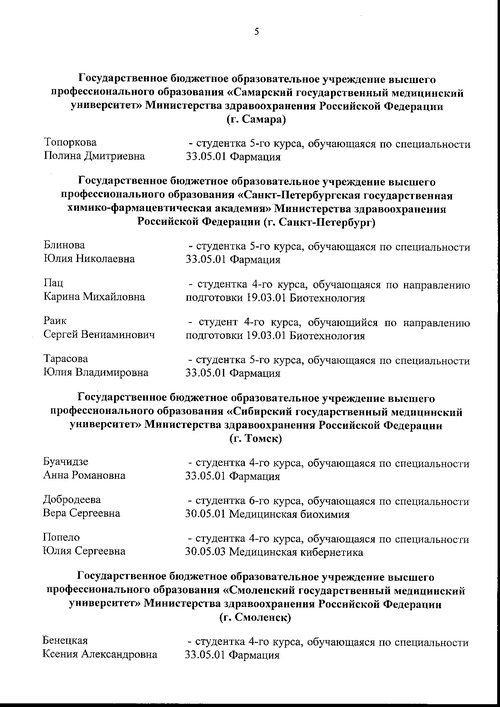 5
Государственное бюджетное образовательное учреждение высшего
профессионального образования «Самарский государственный медицинский
университет» Министерства здравоохранения Российской Федерации
(г. Самара)
Топоркова - студентка 5-го курса, обучающаяся по специальности
Полина Дмитриевна 33.05.01 Фармация
Государственное бюджетное образовательное учреждение высшего
профессионального образования «Санкт-Петербургская государственная
химико-фармацевтическая академия» Министерства здравоохранения
Российской Федерации (г. Санкт-Петербург)
Блинова - студентка 5-го курса, обучающаяся по специальности
Юлия Николаевна 33.05.01 Фармация
Пац - студентка 4-го курса, обучающаяся по направлению
Карина Михайловна подготовки 19.03.01 Биотехнология
Раик - студент 4-го курса, обучающийся по направлению
Сергей Вениаминович подготовки 19.03.01 Биотехнология
Тарасова - студентка 5-го курса, обучающаяся по специальности
Юлия Владимировна 33.05.01 Фармация
Государственное бюджетное образовательное учреждение высшего
профессионального образования «Сибирский государственный медицинский
университет» Министерства здравоохранения Российской Федерации
(г. Томск)
Буачидзе - студентка 4-го курса, обучающаяся по специальности
Анна Романовна 33.05.01 Фармация
Добродеева - студентка 6-го курса, обучающаяся по специальности
Вера Сергеевна 30.05.01 Медицинская биохимия
Попело - студентка 4-го курса, обучающаяся по специальности
Юлия Сергеевна 30.05.03 Медицинская кибернетика
Государственное бюджетное образовательное учреждение высшего
профессионального образования «Смоленский государственный медицинский
университет» Министерства здравоохранения Российской Федерации
(г. Смоленск)
Бенецкая - студентка 4-го курса, обучающаяся по специальности
Ксения Александровна 33.05.01 Фармация